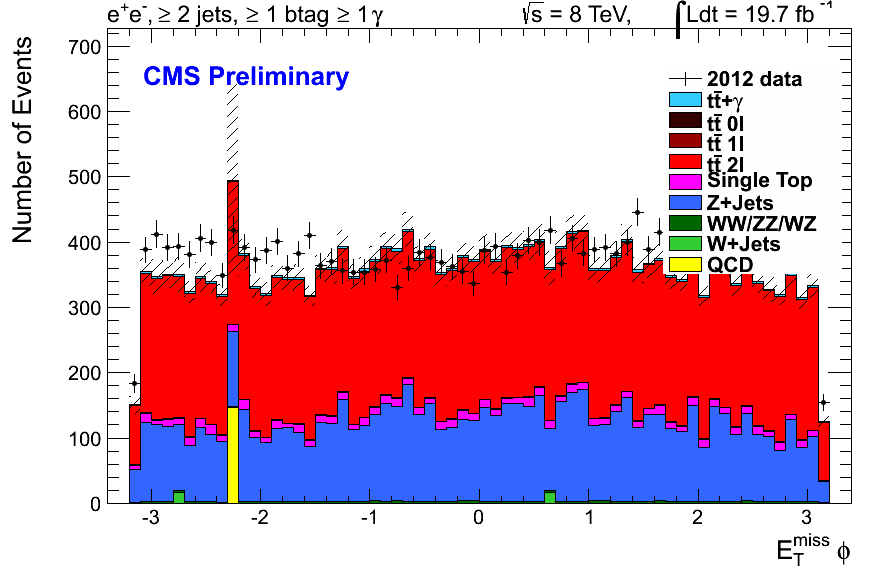 e⁺e⁻, ≥ 2 jets, ≥ 1 btag ≥ 1 γ √s = 8 TeV, ∫Ldt = 19.7 fb⁻¹
CMS Preliminary
Number of Events
700
600
500
400
300
200
100
0
2012 data
tt̄+γ
tt̄ 0l
tt̄ 1l
tt̄ 2l
Single Top
Z+Jets
WW/ZZ/WZ
W+Jets
QCD
-3 -2 -1 0 1 2 3
E_T^miss ϕ